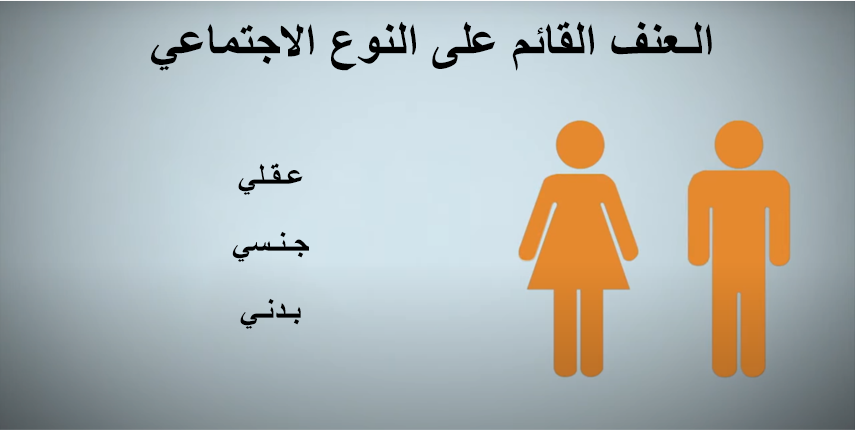 العنف القائم على النوع الاجتماعي
عقلي
جنسي
بدني